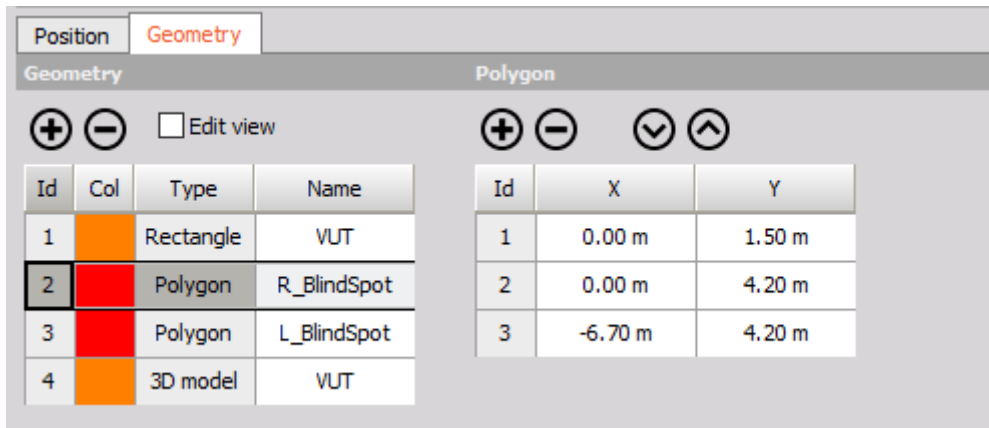 Position Geometry
Geometry Polygon
Edit view
Id Col Type Name Id X Y
1 Rectangle VUT 1 0.00 m 1.50 m
2 Polygon R_BlindSpot 2 0.00 m 4.20 m
3 Polygon L_BlindSpot 3 -6.70 m 4.20 m
4 3D model VUT